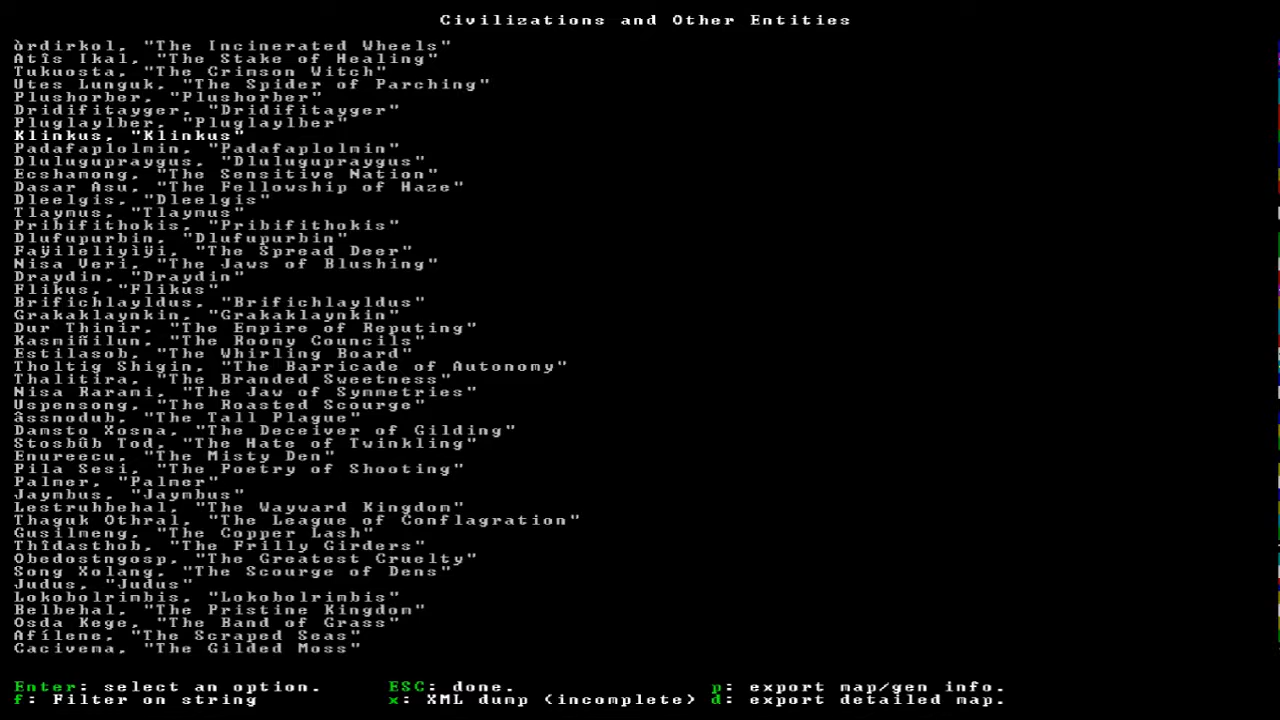 Civilizations and Other Entities
òrdirkol, "The Incinerated Wheels"
Atîs Ikal, "The Stake of Healing"
Tukuosta, "The Crimson Witch"
Utes Lunguk, "The Spider of Parching"
Plushorber, "Plushorber"
Dridifitayger, "Dridifitayger"
Pluglaylber, "Pluglaylber"
Klinkus, "Klinkus"
Padafaplolmin, "Padafaplolmin"
Dlulugupraygus, "Dlulugupraygus"
Ecshamong, "The Sensitive Nation"
Dasar Asu, "The Fellowship of Haze"
Dleelgis, "Dleelgis"
Tlaymus, "Tlaymus"
Pribifithokis, "Pribifithokis"
Dlufupurbin, "Dlufupurbin"
Faÿileliyìÿi, "The Spread Deer"
Nisa Veri, "The Jaws of Blushing"
Draydin, "Draydin"
Flikus, "Flikus"
Brifichlayldus, "Brifichlayldus"
Grakaklaynkin, "Grakaklaynkin"
Dur Thinir, "The Empire of Reputing"
Kasmiñilun, "The Roomy Councils"
Estilasob, "The Whirling Board"
Tholtig Shigin, "The Barricade of Autonomy"
Thalitira, "The Branded Sweetness"
Nisa Rarami, "The Jaw of Symmetries"
Uspensong, "The Roasted Scourge"
âssnodub, "The Tall Plague"
Damsto Xosna, "The Deceiver of Gilding"
Stosbûb Tod, "The Hate of Twinkling"
Enureecu, "The Misty Den"
Pila Sesi, "The Poetry of Shooting"
Palmer, "Palmer"
Jaymbus, "Jaymbus"
Lestruhbehal, "The Wayward Kingdom"
Thaguk Othral, "The League of Conflagration"
Gusilmeng, "The Copper Lash"
Thîdasthob, "The Frilly Girders"
Obedostngosp, "The Greatest Cruelty"
Song Xolang, "The Scourge of Dens"
Judus, "Judus"
Lokobolrimbis, "Lokobolrimbis"
Belbehal, "The Pristine Kingdom"
Osda Kege, "The Band of Grass"
Afílene, "The Scraped Seas"
Cacivema, "The Gilded Moss"
Enter: select an option. ESC: done. p: export map/gen info.
f: Filter on string x: XML dump (incomplete) d: export detailed map.